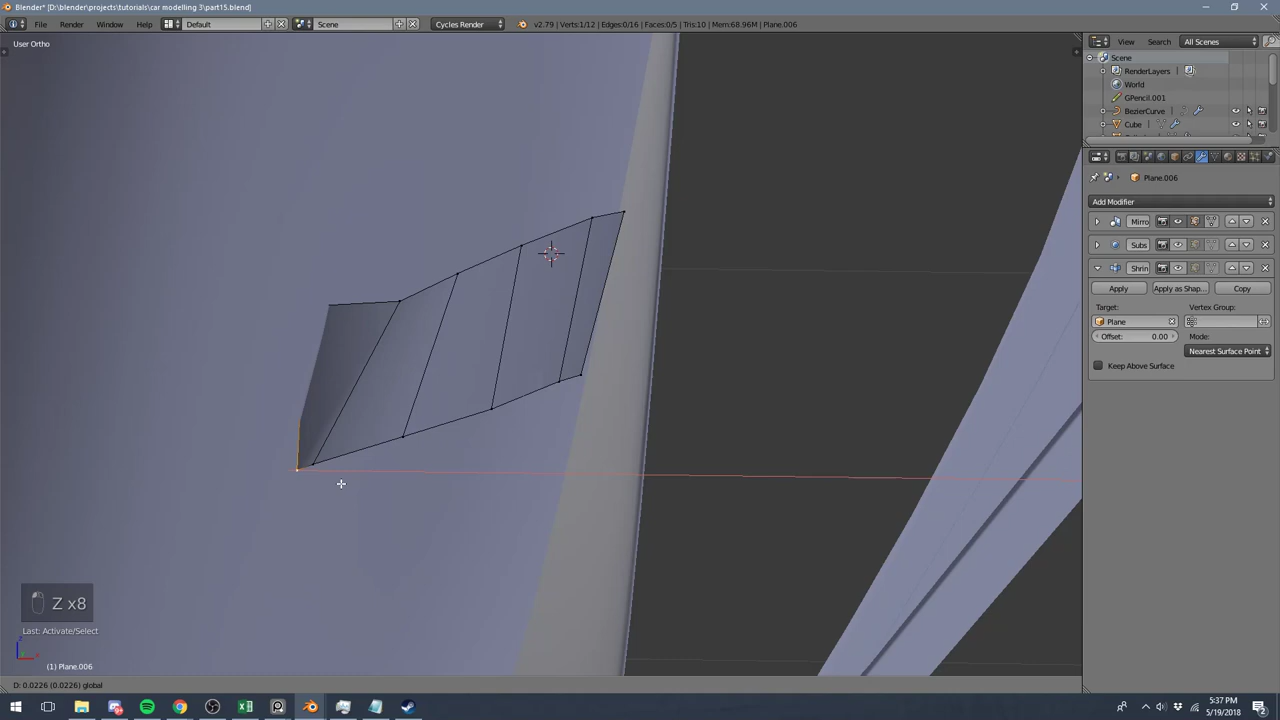 Blender* [D:\blender\projects\tutorials\car modelling 3\part15.blend]
File Render Window Help Default Scene Cycles Render v2.79 | Verts:1/12 | Edges:0/16 | Faces:0/5 | Tris:10 | Mem:68.96M | Plane.006
User Ortho
View Search All Scenes
Scene
RenderLayers
World
GPencil.001
BezierCurve
Cube
Plane.006
Add Modifier
Mirro
Subs
Shrin
Apply Apply as Shap... Copy
Target: Vertex Group:
Plane
Offset: 0.00 Mode:
Nearest Surface Point
Keep Above Surface
Z x8
Last: Activate/Select
(1) Plane.006
D: 0.0226 (0.0226) global
5:37 PM
5/19/2018
2